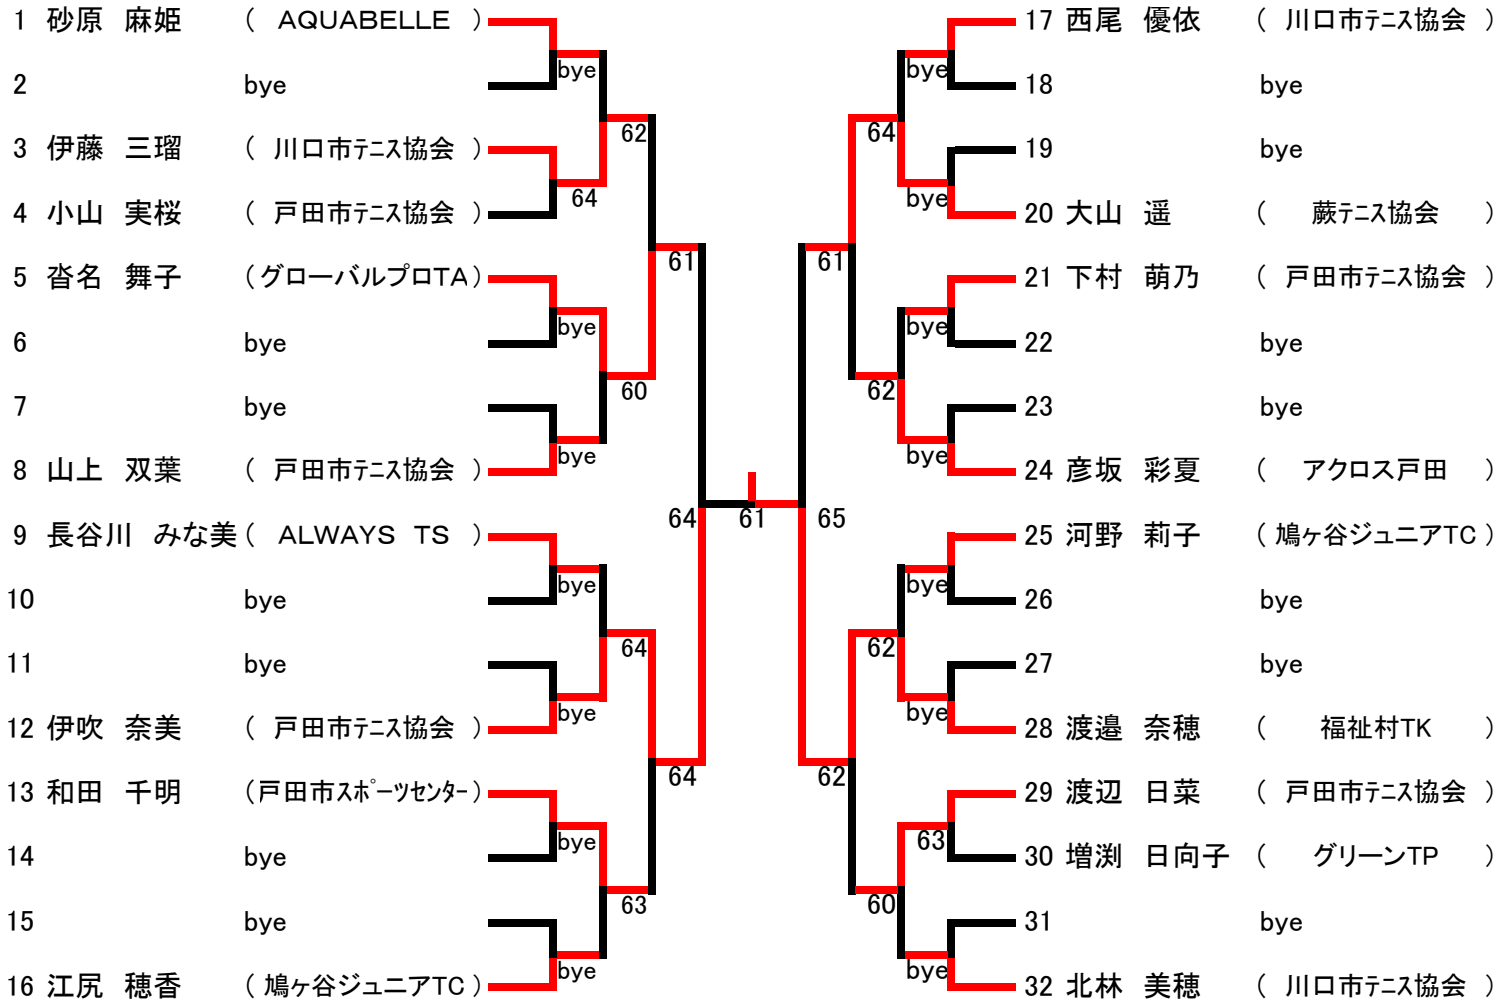 1 砂原 麻姫 ( AQUABELLE )
bye
2 bye
62
3 伊藤 三瑠 ( 川口市テニス協会 )
64
4 小山 実桜 ( 戸田市テニス協会 )
61
5 沓名 舞子 (グローバルプロTA)
bye
6 bye
60
7 bye
bye
8 山上 双葉 ( 戸田市テニス協会 )
64
9 長谷川 みな美 ( ALWAYS TS )
bye
10 bye
64
11 bye
bye
12 伊吹 奈美 ( 戸田市テニス協会 )
64
13 和田 千明 (戸田市スポーツセンター)
bye
14 bye
63
15 bye
bye
16 江尻 穂香 ( 鳩ヶ谷ジュニアTC )
61
17 西尾 優依 ( 川口市テニス協会 )
bye
18 bye
64
19 bye
bye
20 大山 遥 ( 蕨テニス協会 )
61
21 下村 萌乃 ( 戸田市テニス協会 )
bye
22 bye
62
23 bye
bye
24 彦坂 彩夏 ( アクロス戸田 )
65
25 河野 莉子 ( 鳩ヶ谷ジュニアTC )
bye
26 bye
62
27 bye
bye
28 渡邉 奈穂 ( 福祉村TK )
62
29 渡辺 日菜 ( 戸田市テニス協会 )
63
30 増渕 日向子 ( グリーンTP )
60
31 bye
bye
32 北林 美穂 ( 川口市テニス協会 )